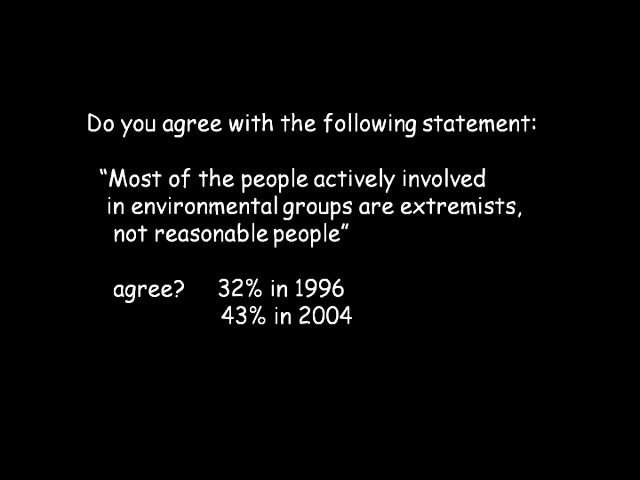 Do you agree with the following statement:
“Most of the people actively involved
in environmental groups are extremists,
not reasonable people”
agree? 32% in 1996
43% in 2004